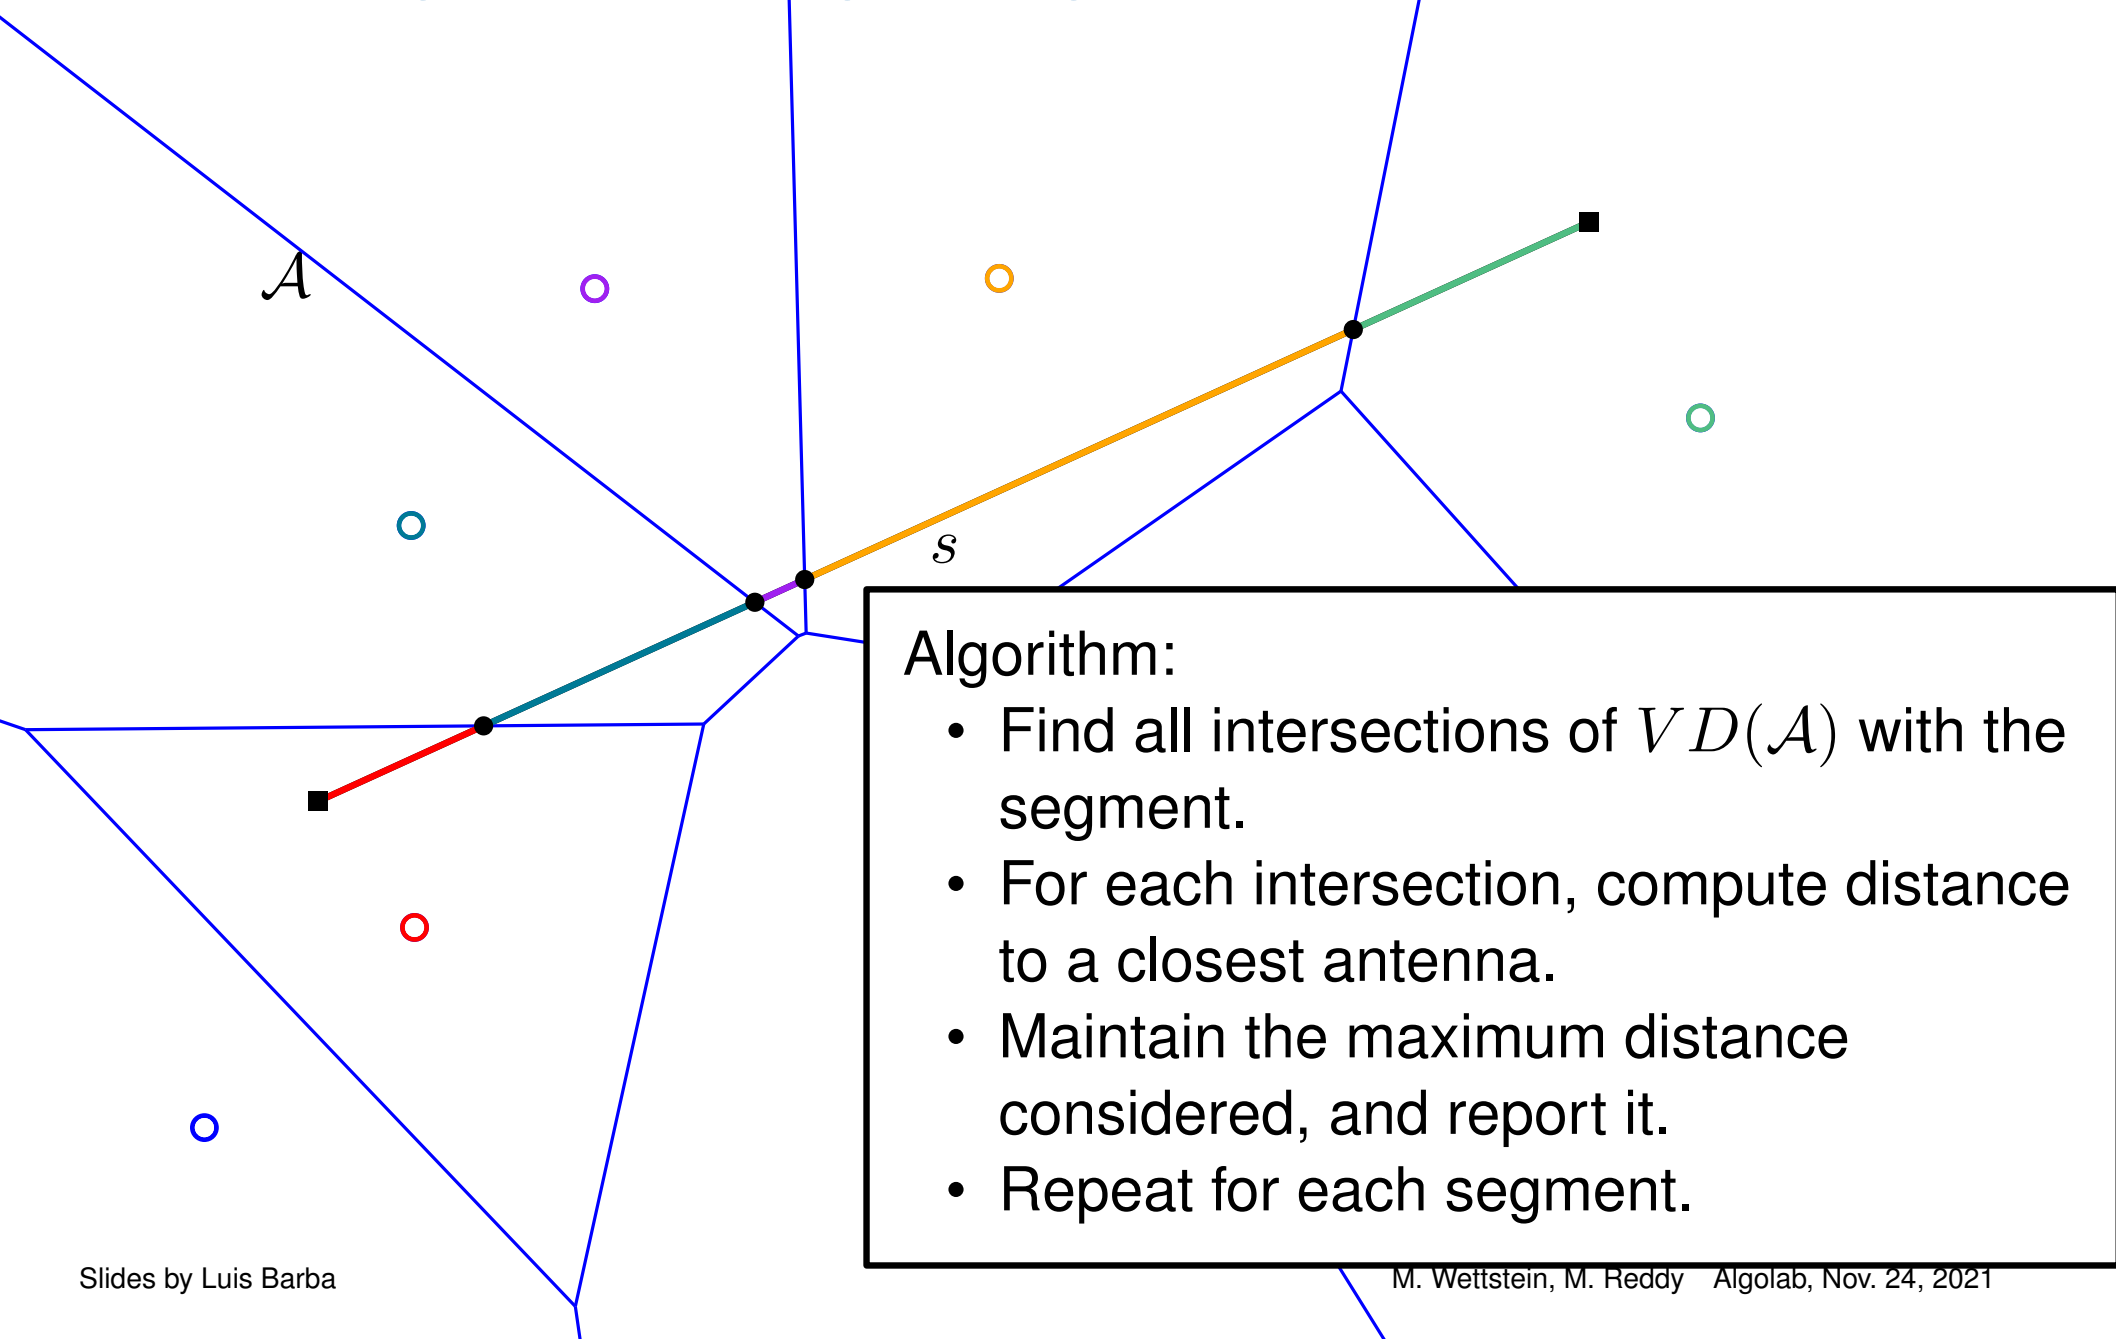 𝒜
s
Algorithm:
• Find all intersections of VD(𝒜) with the
segment.
• For each intersection, compute distance
to a closest antenna.
• Maintain the maximum distance
considered, and report it.
• Repeat for each segment.
Slides by Luis Barba
M. Wettstein, M. Reddy Algolab, Nov. 24, 2021